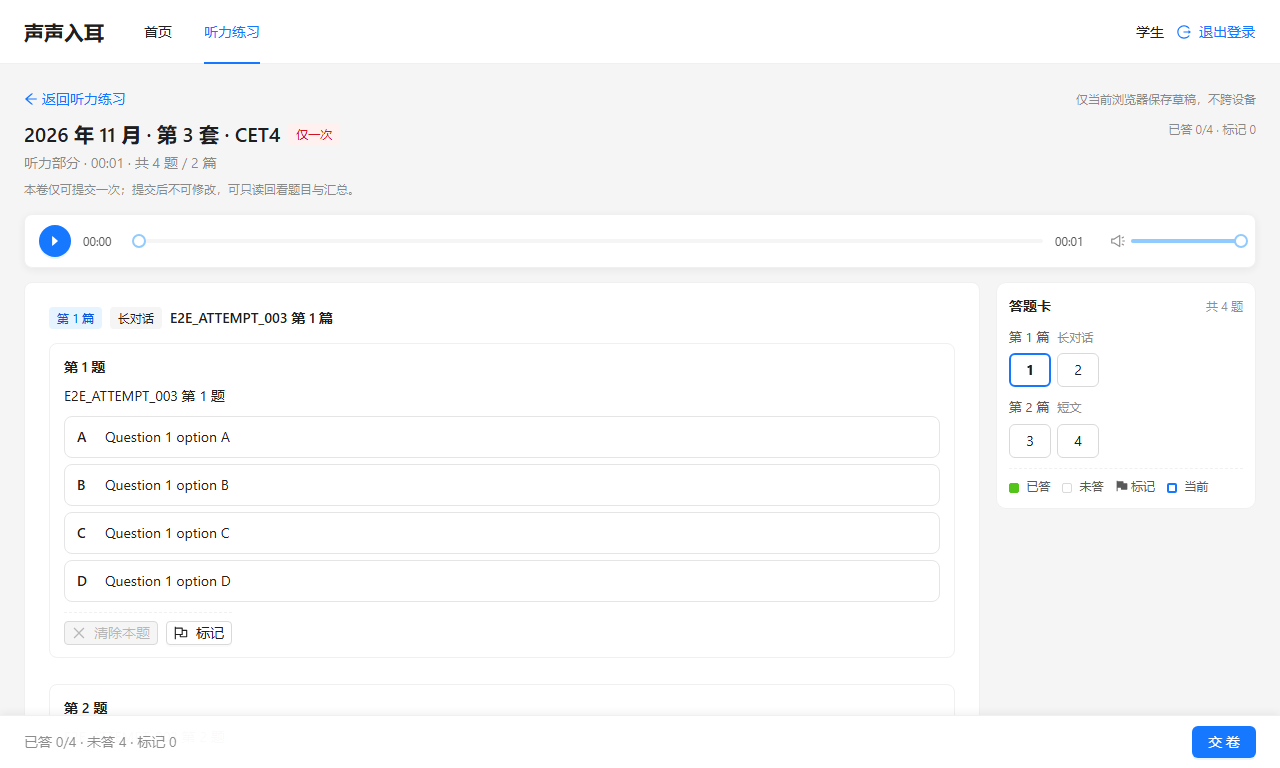 声声入耳 首页 听力练习 学生 退出登录
返回听力练习 仅当前浏览器保存草稿，不跨设备
2026 年 11 月 · 第 3 套 · CET4 仅一次 已答 0/4 · 标记 0
听力部分 · 00:01 · 共 4 题 / 2 篇
本卷仅可提交一次；提交后不可修改，可只读回看题目与汇总。
00:00 00:01
第 1 篇 长对话 E2E_ATTEMPT_003 第 1 篇
第 1 题
E2E_ATTEMPT_003 第 1 题
A Question 1 option A
B Question 1 option B
C Question 1 option C
D Question 1 option D
清除本题 标记
第 2 题
答题卡 共 4 题
第 1 篇 长对话
1 2
第 2 篇 短文
3 4
已答 未答 标记 当前
已答 0/4 · 未答 4 · 标记 0 交 卷